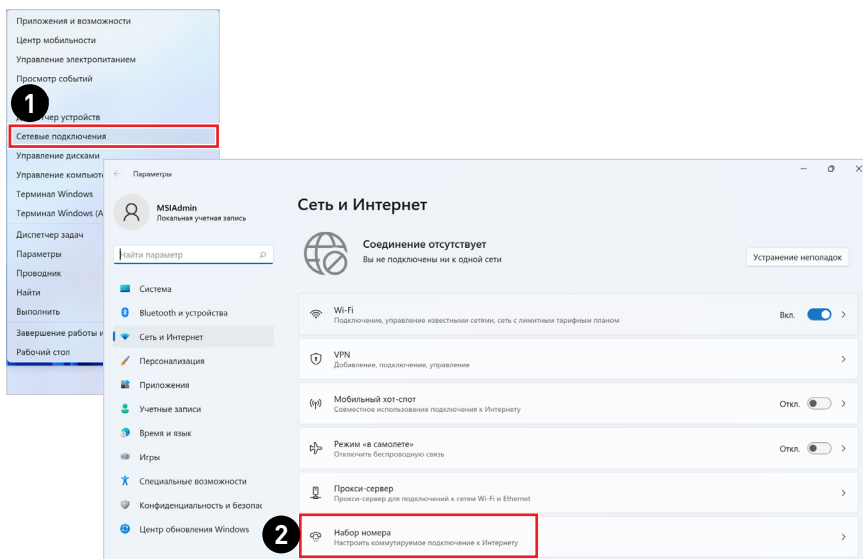 Приложения и возможности
Центр мобильности
Управление электропитанием
Просмотр событий
1
тчер устройств
Сетевые подключения
Управление дисками
Управление компьют
Терминал Windows
Терминал Windows (А
Диспетчер задач
Параметры
Проводник
Найти
Выполнить
Завершение работы и
Рабочий стол
Параметры
MSIAdmin
Локальная учетная запись
Найти параметр
Система
Bluetooth и устройства
Сеть и Интернет
Персонализация
Приложения
Учетные записи
Время и язык
Игры
Специальные возможности
Конфиденциальность и безопас
Центр обновления Windows
Сеть и Интернет
Соединение отсутствует
Вы не подключены ни к одной сети
Устранение неполадок
Wi-Fi
Подключение, управление известными сетями, сеть с лимитным тарифным планом
Вкл.
VPN
Добавление, подключение, управление
Мобильный хот-спот
Совместное использование подключения к Интернету
Откл.
Режим «в самолете»
Отключить беспроводную связь
Откл.
Прокси-сервер
Прокси-сервер для подключений к сетям Wi-Fi и Ethernet
2
Набор номера
Настроить коммутируемое подключение к Интернету